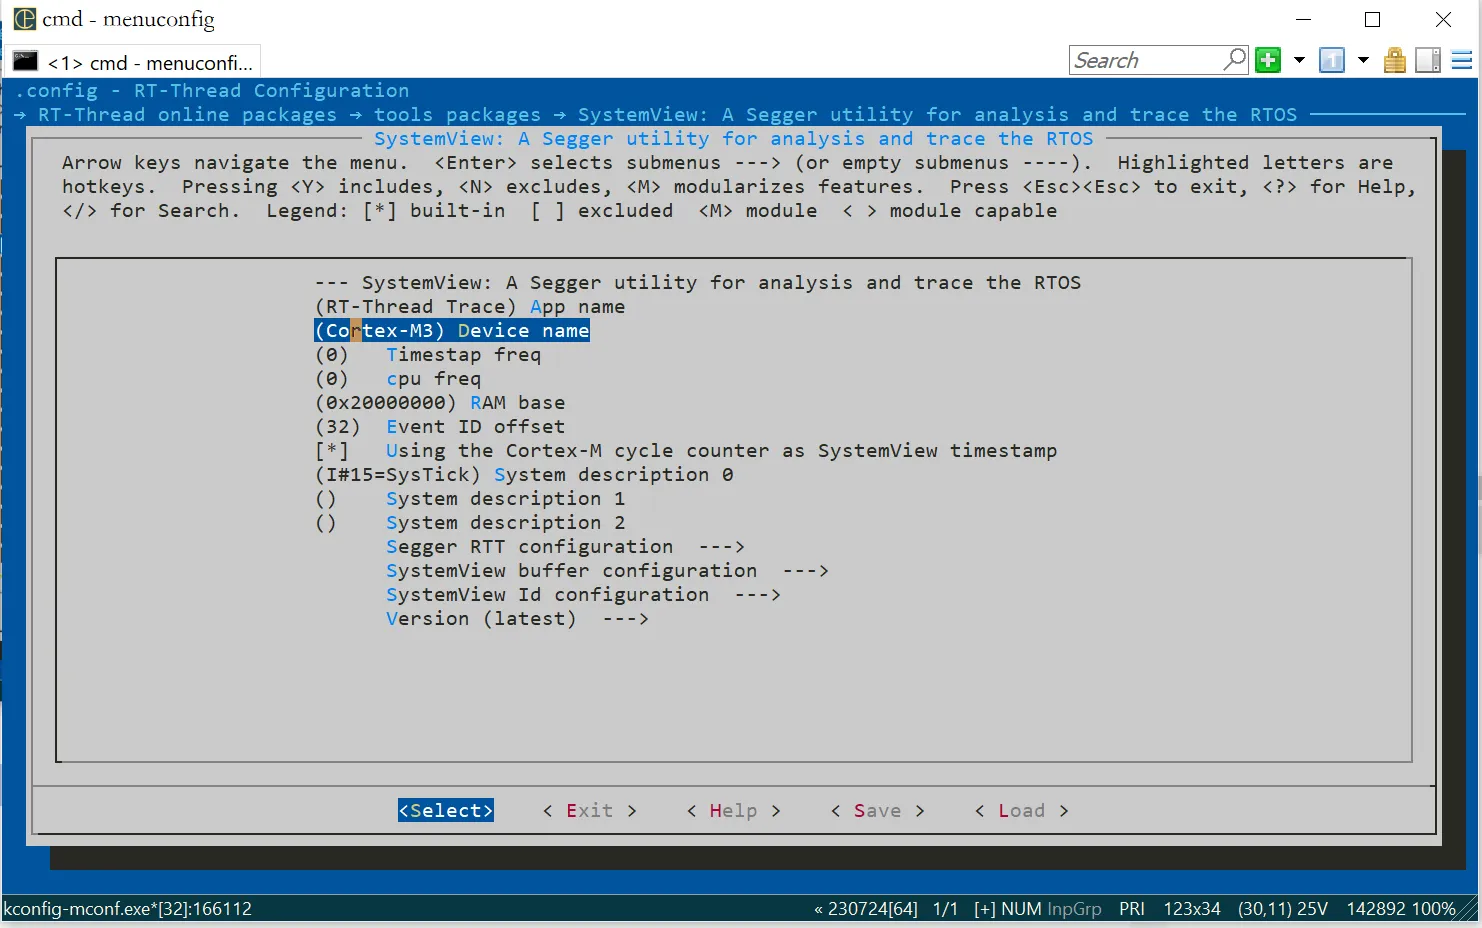 cmd - menuconfig
<1> cmd - menuconfi...
Search
1
.config - RT-Thread Configuration
→ RT-Thread online packages → tools packages → SystemView: A Segger utility for analysis and trace the RTOS
SystemView: A Segger utility for analysis and trace the RTOS
Arrow keys navigate the menu.  <Enter> selects submenus ---> (or empty submenus ----).  Highlighted letters are
hotkeys.  Pressing <Y> includes, <N> excludes, <M> modularizes features.  Press <Esc><Esc> to exit, <?> for Help,
</> for Search.  Legend: [*] built-in  [ ] excluded  <M> module  < > module capable
--- SystemView: A Segger utility for analysis and trace the RTOS
(RT-Thread Trace) App name
(Cortex-M3) Device name
(0)   Timestap freq
(0)   cpu freq
(0x20000000) RAM base
(32)  Event ID offset
[*]   Using the Cortex-M cycle counter as SystemView timestamp
(I#15=SysTick) System description 0
()    System description 1
()    System description 2
Segger RTT configuration  --->
SystemView buffer configuration  --->
SystemView Id configuration  --->
Version (latest)  --->
<Select>    < Exit >    < Help >    < Save >    < Load >
kconfig-mconf.exe*[32]:166112    « 230724[64]  1/1  [+] NUM InpGrp  PRI  123x34  (30,11) 25V  142892 100%